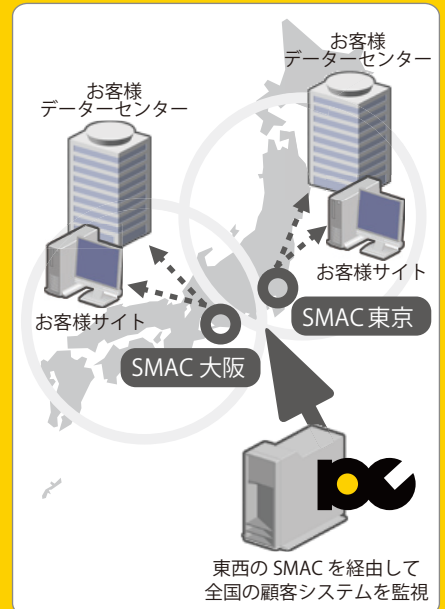 お客様
データーセンター
お客様
データーセンター
お客様サイト
お客様サイト
SMAC 東京
SMAC 大阪
東西の SMAC を経由して
全国の顧客システムを監視